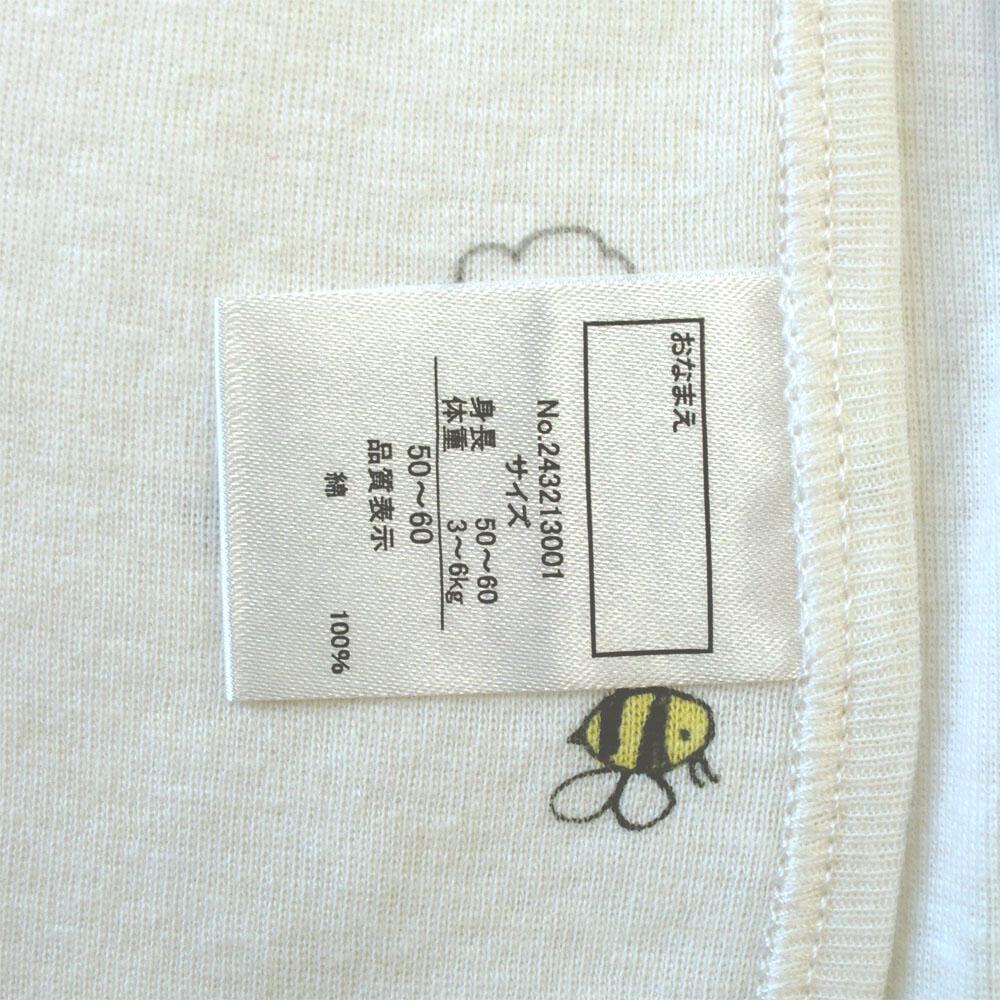 おなまえ
No.243213001
サイズ
身長 50～60
体重 3～6kg
50～60
品質表示
綿 100%